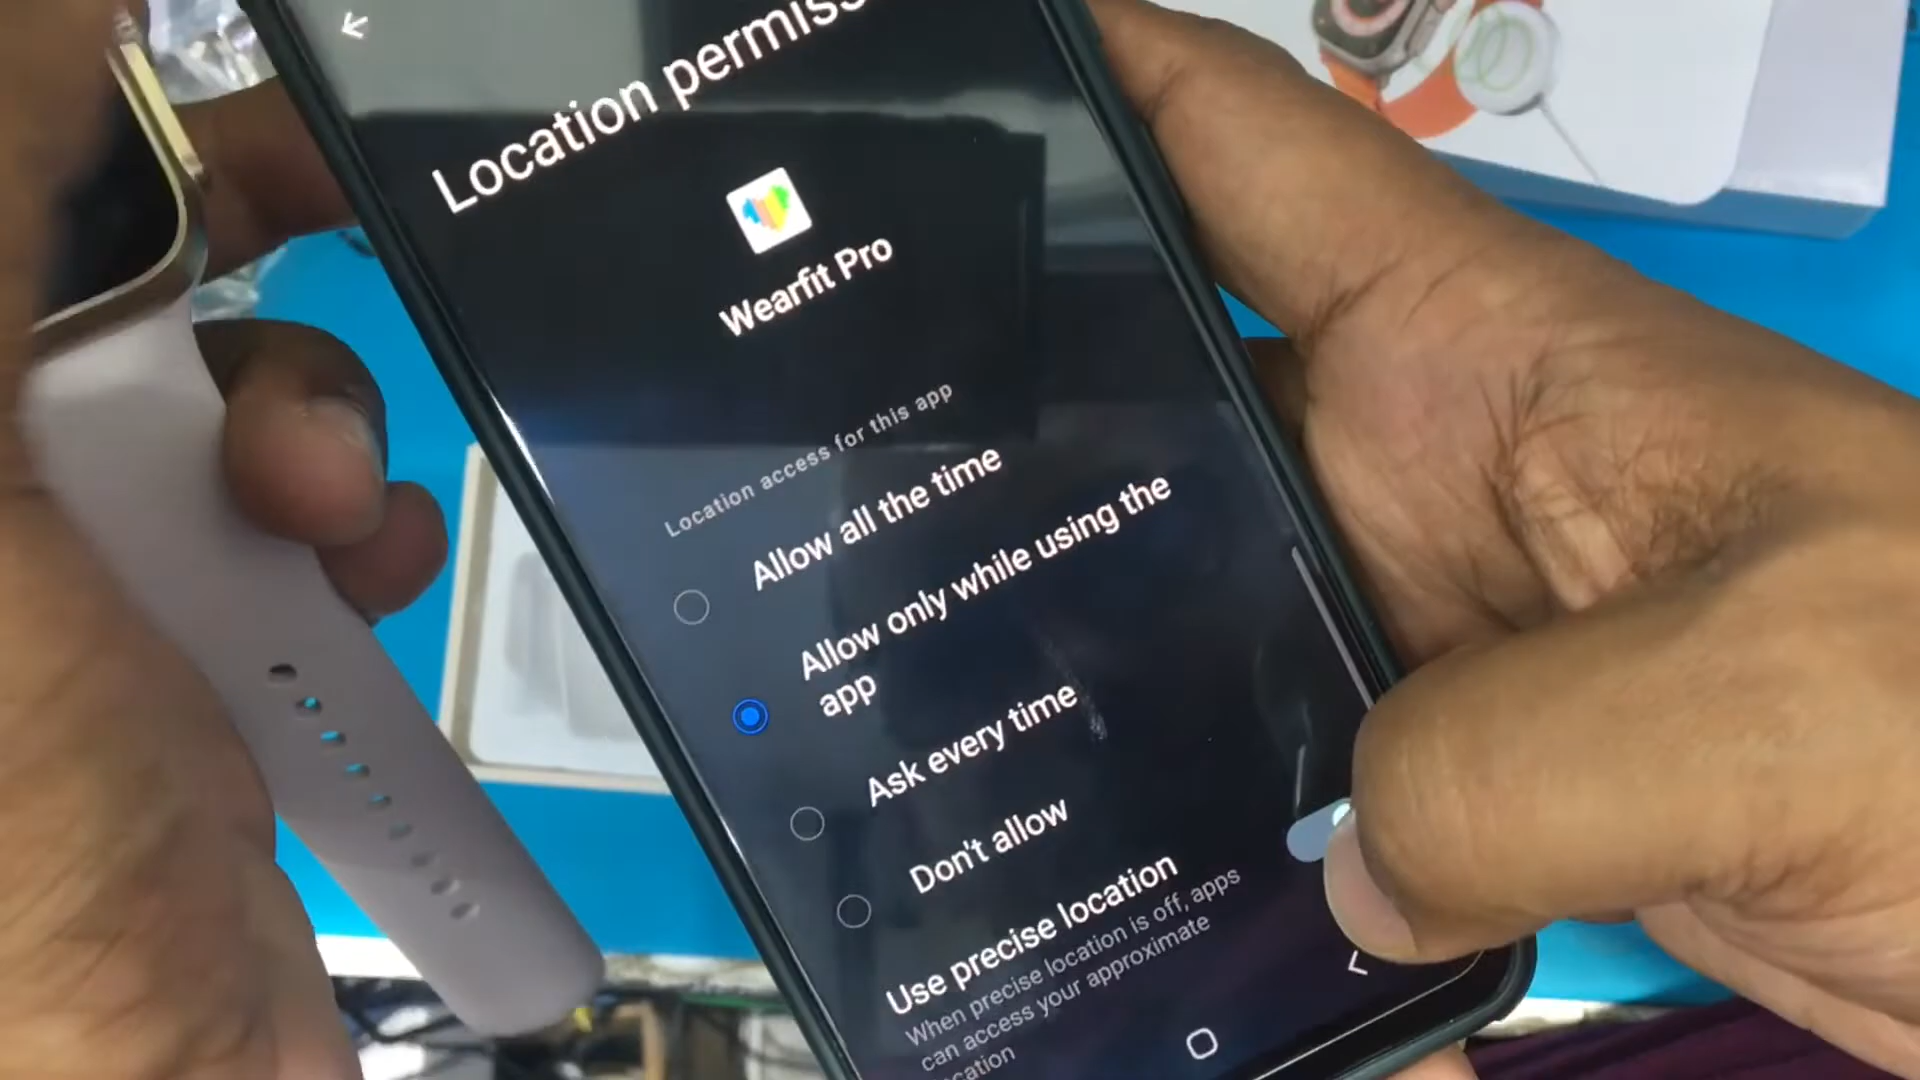 Location permiss
Wearfit Pro
Location access for this app
Allow all the time
Allow only while using the
app
Ask every time
Don't allow
Use precise location
When precise location is off, apps
can access your approximate
location